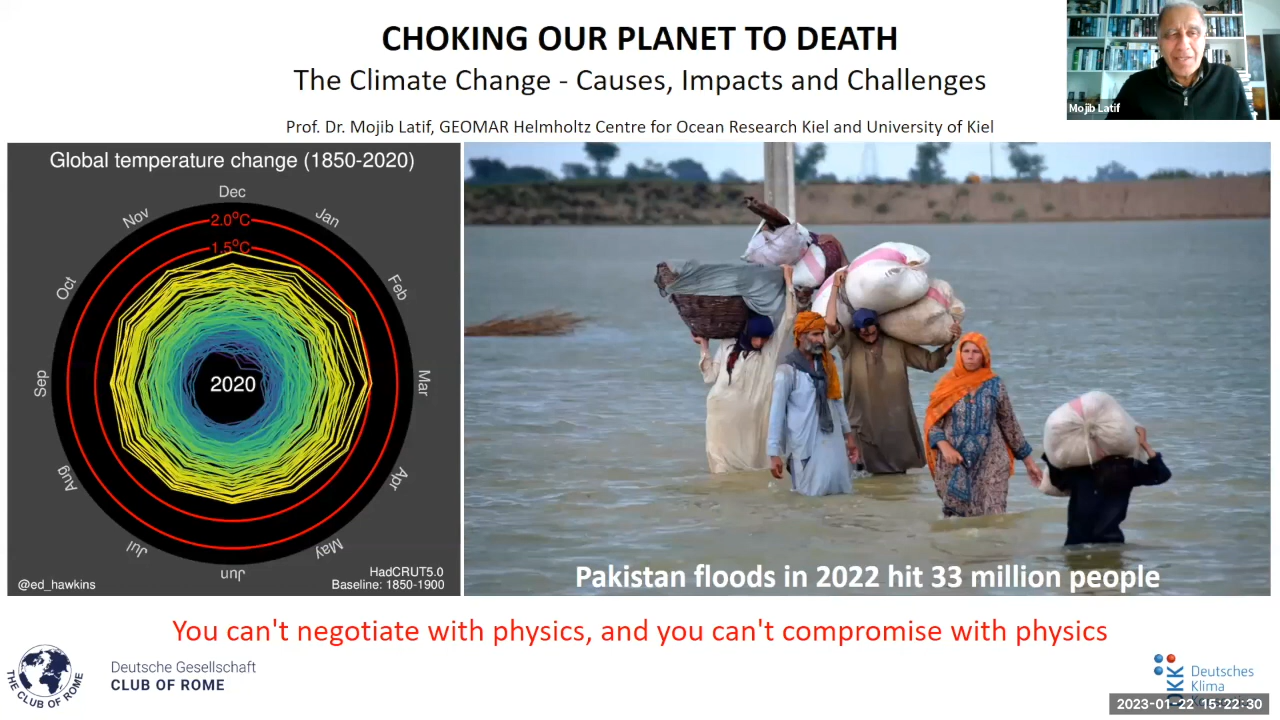 CHOKING OUR PLANET TO DEATH
The Climate Change - Causes, Impacts and Challenges
Prof. Dr. Mojib Latif, GEOMAR Helmholtz Centre for Ocean Research Kiel and University of Kiel
Mojib Latif
Global temperature change (1850-2020)
Dec
Jan
Feb
Mar
Apr
May
Jun
Jul
Aug
Sep
Oct
Nov
2.0°C
1.5°C
2020
@ed_hawkins
HadCRUT5.0
Baseline: 1850-1900
Pakistan floods in 2022 hit 33 million people
You can't negotiate with physics, and you can't compromise with physics
THE CLUB OF ROME
Deutsche Gesellschaft
CLUB OF ROME
DKK
Deutsches
Klima
2023-01-22 15:22:30